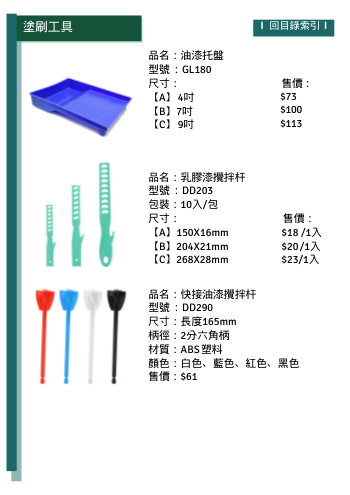 塗刷工具
回目錄索引
品名：油漆托盤
型號：GL180
尺寸：
售價：
【A】4吋 $73
【B】7吋 $100
【C】9吋 $113
品名：乳膠漆攪拌杆
型號：DD203
包裝：10入/包
尺寸： 售價：
【A】150X16mm $18/1入
【B】204X21mm $20/1入
【C】268X28mm $23/1入
品名：快接油漆攪拌杆
型號：DD290
尺寸：長度165mm
柄徑：2分六角柄
材質：ABS塑料
顏色：白色、藍色、紅色、黑色
售價：$61